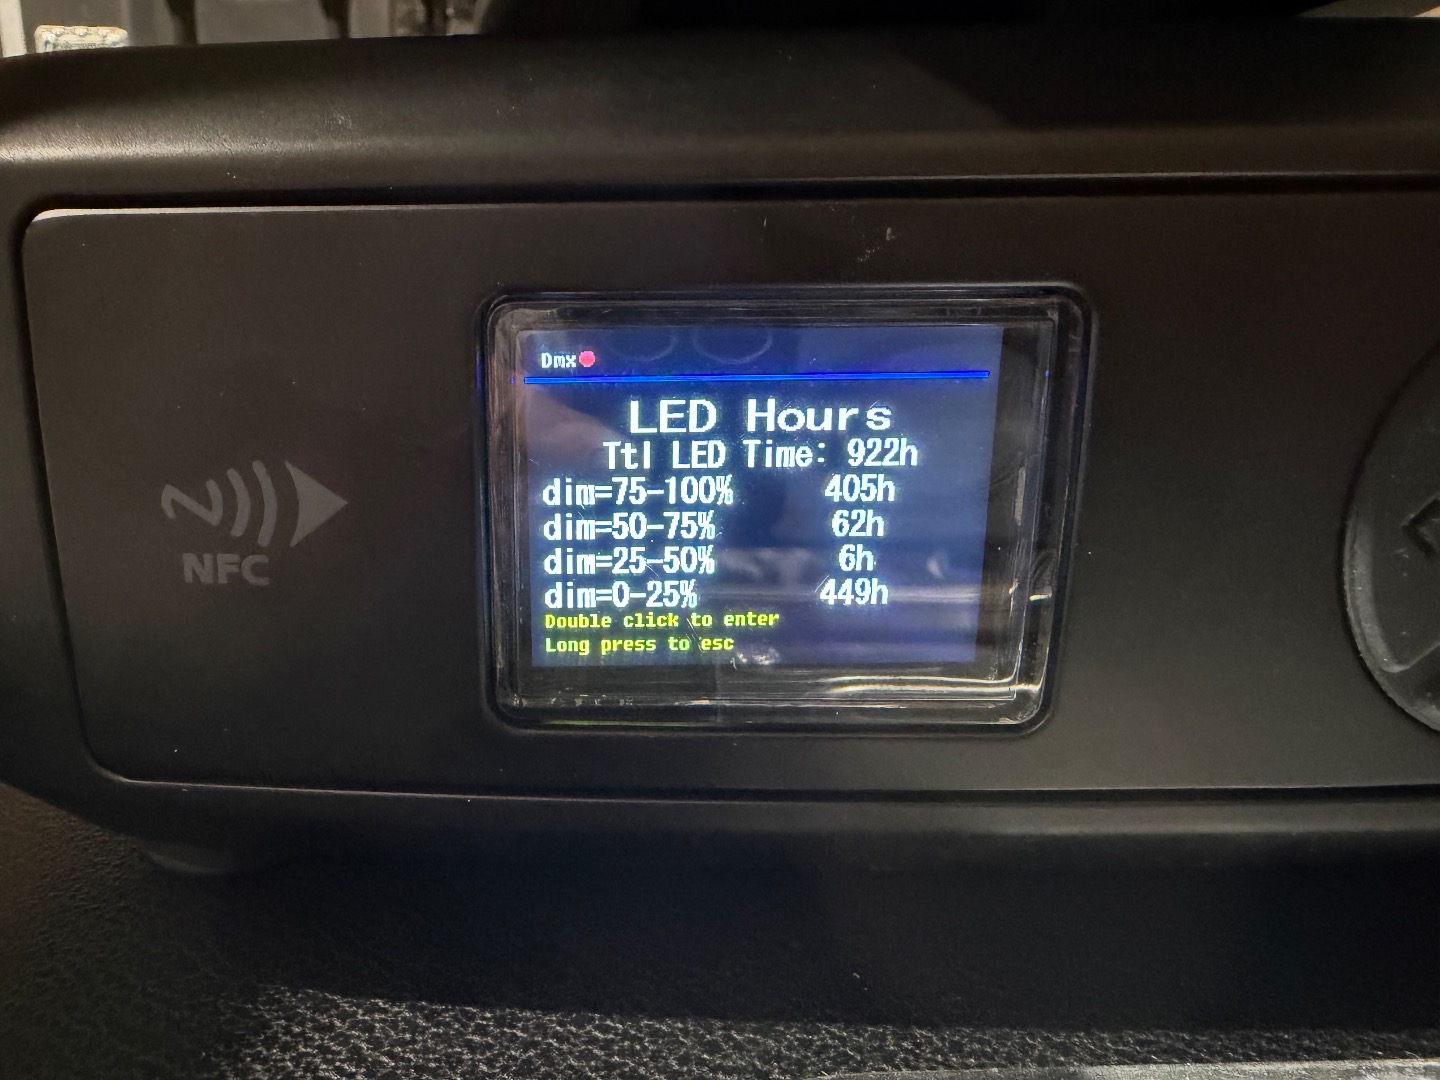 Dmx
LED Hours
Ttl LED Time: 922h
dim=75-100% 405h
dim=50-75% 62h
dim=25-50% 6h
dim=0-25% 449h
Double click to enter
Long press to esc
NFC